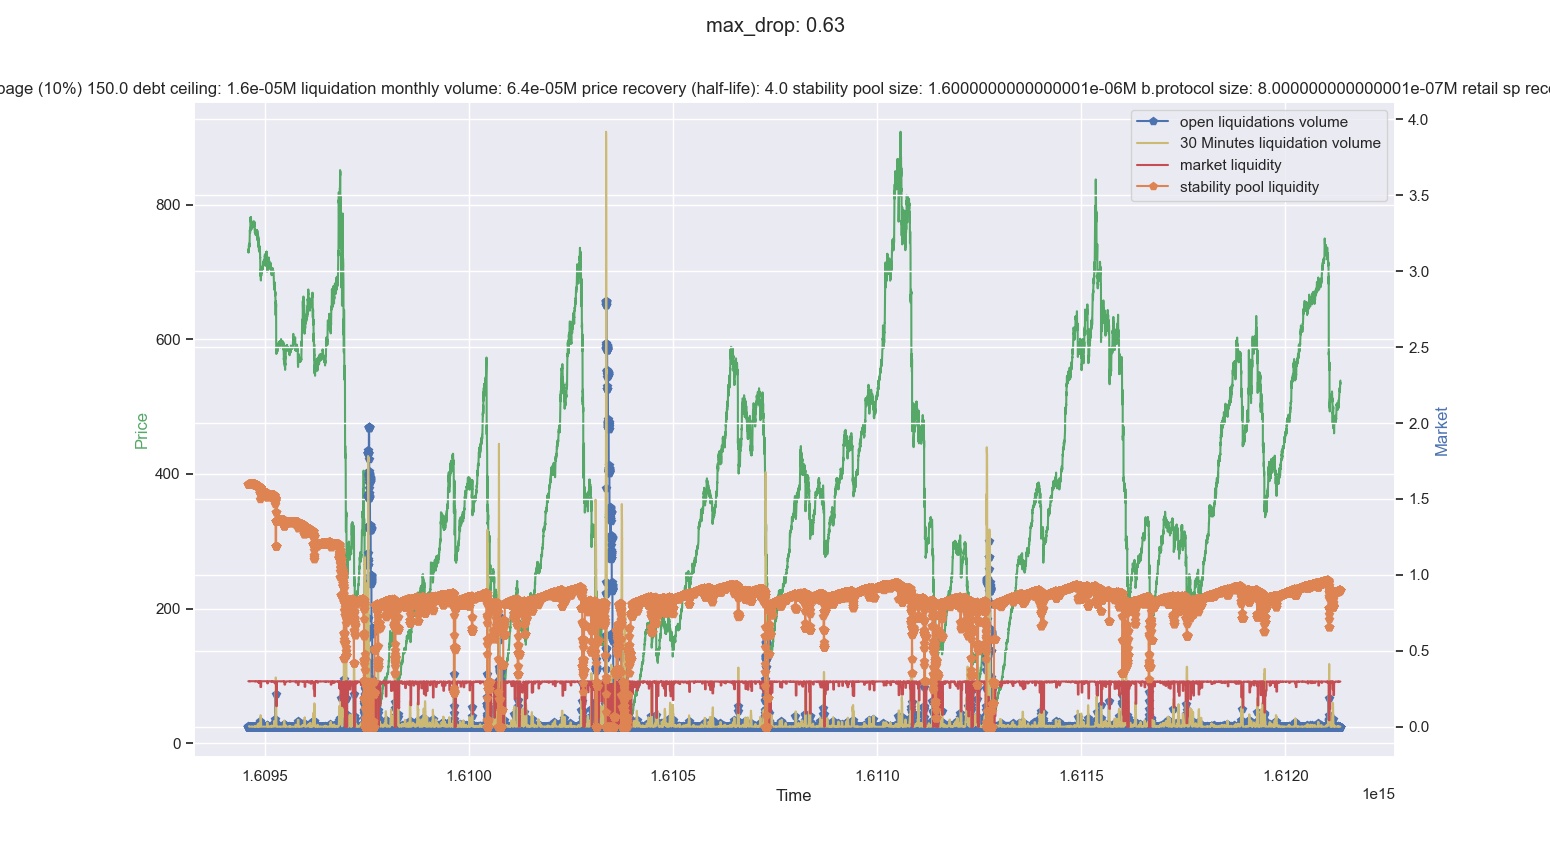 max_drop: 0.63
page (10%) 150.0 debt ceiling: 1.6e-05M liquidation monthly volume: 6.4e-05M price recovery (half-life): 4.0 stability pool size: 1.6000000000000001e-06M b.protocol size: 8.000000000000001e-07M retail sp
open liquidations volume
30 Minutes liquidation volume
market liquidity
stability pool liquidity
800
600
400
200
0
Price
4.0
3.5
3.0
2.5
2.0
1.5
1.0
0.5
0.0
Market
1.6095
1.6100
1.6105
1.6110
1.6115
1.6120
Time
1e15